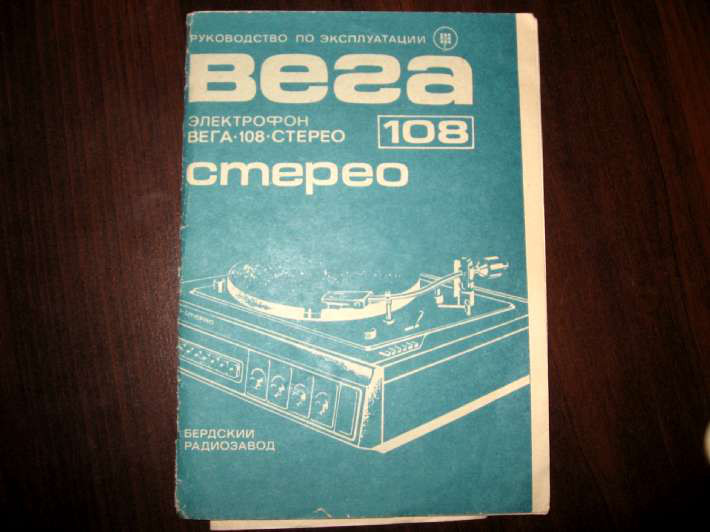 РУКОВОДСТВО ПО ЭКСПЛУАТАЦИИ
Вега
ЭЛЕКТРОФОН
ВЕГА·108·СТЕРЕО
108
стерео
БЕРДСКИЙ
РАДИОЗАВОД